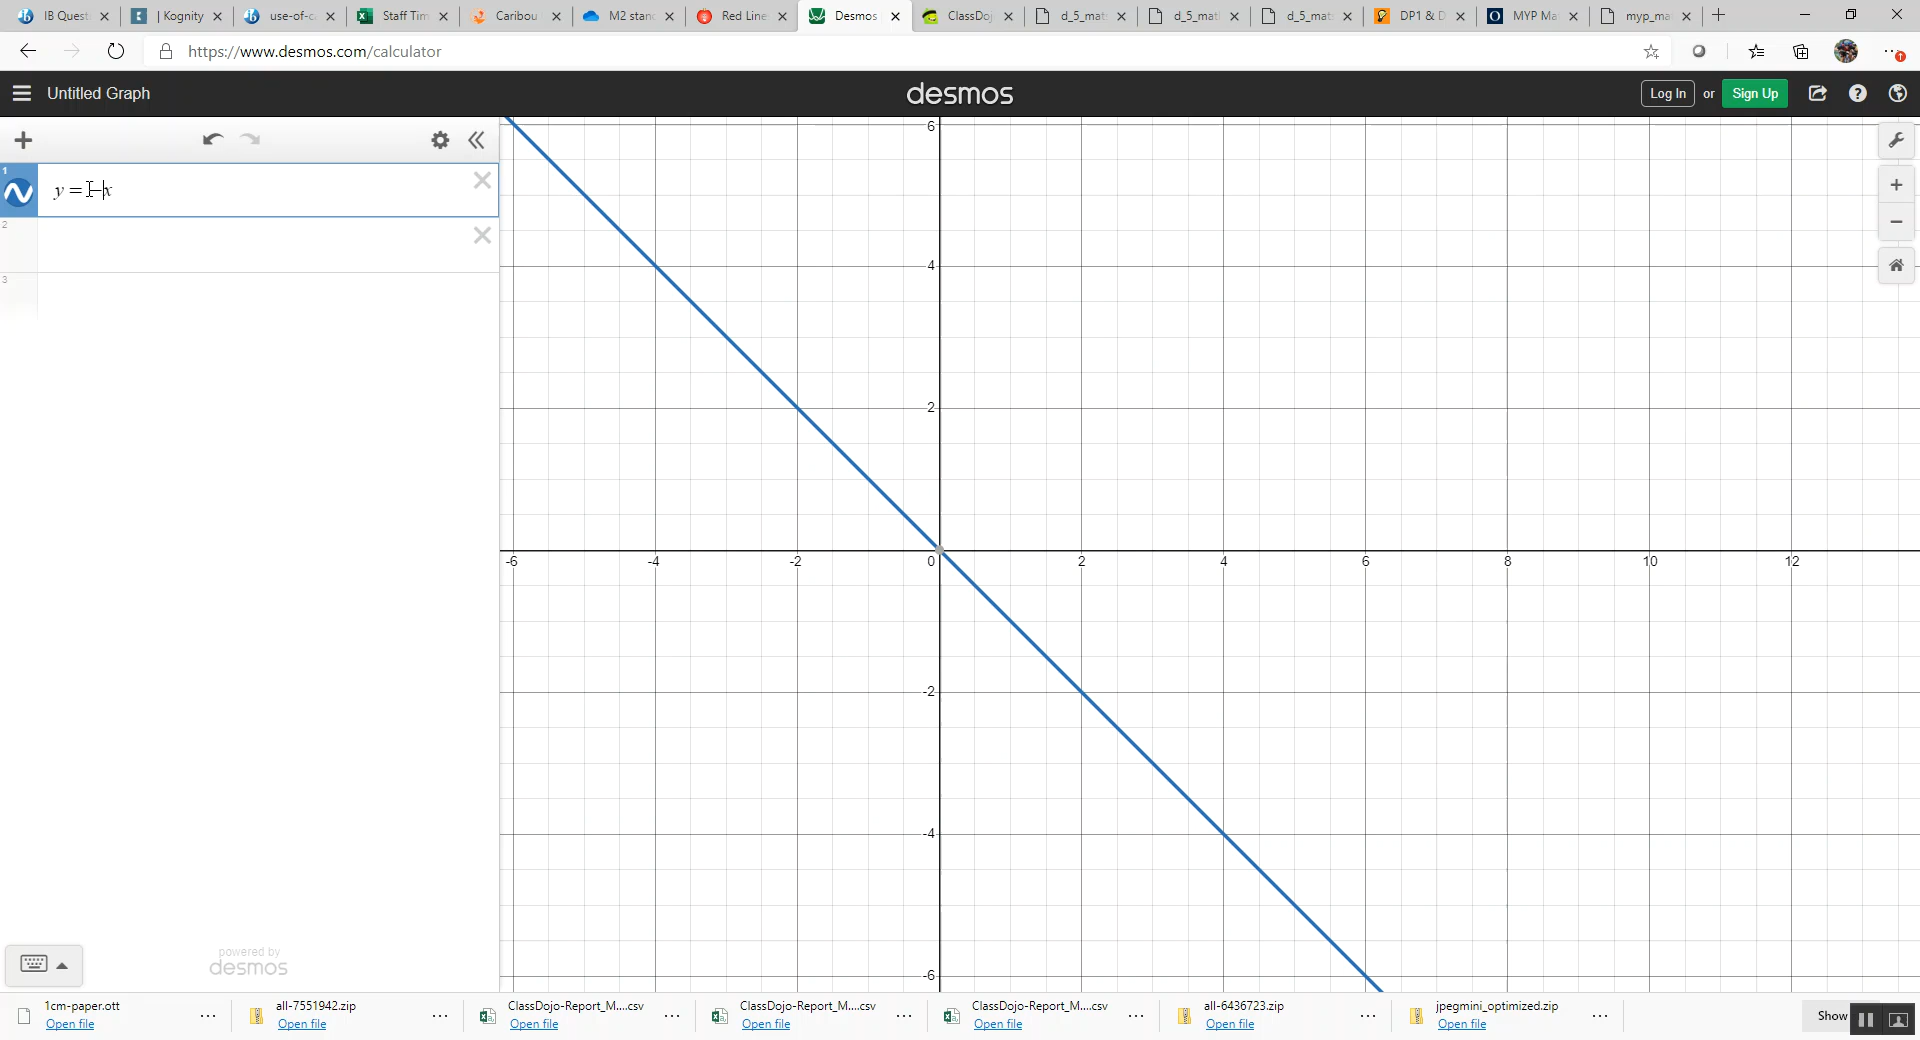 IB Quest
| Kognity
use-of-c
Staff Tim
Caribou
M2 stand
Red Line
Desmos
ClassDoj
d_5_mat
d_5_mat
d_5_mat
DP1 & D
MYP Ma
myp_ma
https://www.desmos.com/calculator
Untitled Graph
desmos
Log In or Sign Up
1
y = −x
2
3
6
4
2
-6 -4 -2 0 2 4 6 8 10 12
-2
-4
-6
powered by
desmos
1cm-paper.ott
Open file
all-7551942.zip
Open file
ClassDojo-Report_M....csv
Open file
ClassDojo-Report_M....csv
Open file
ClassDojo-Report_M....csv
Open file
all-6436723.zip
Open file
jpegmini_optimized.zip
Open file
Show